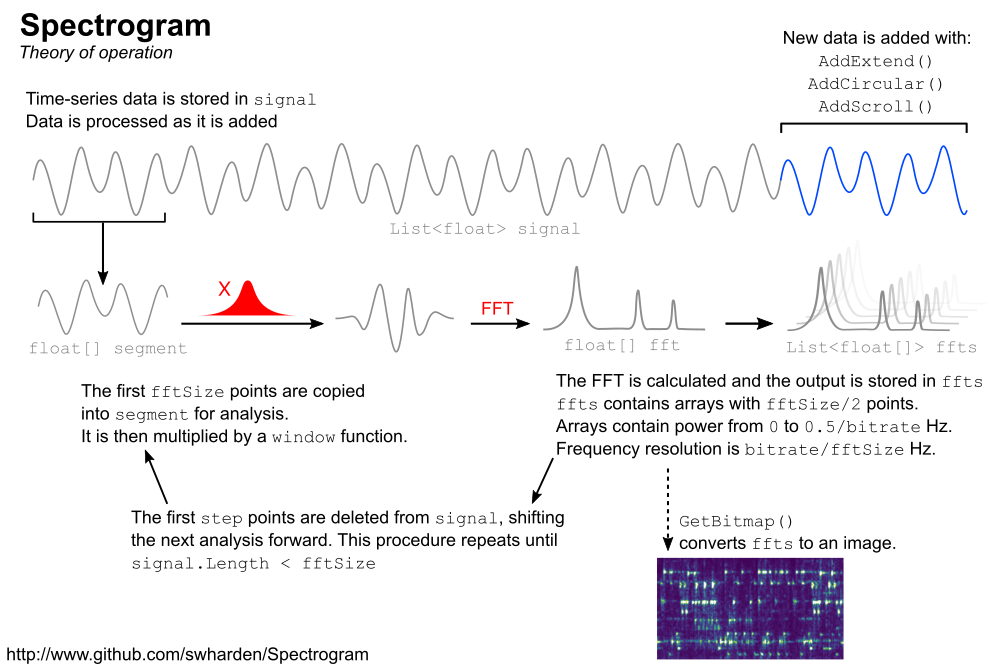 Spectrogram
Theory of operation
New data is added with:
AddExtend()
AddCircular()
AddScroll()
Time-series data is stored in signal
Data is processed as it is added
List<float> signal
X
FFT
float[] segment
float[] fft
List<float[]> ffts
The first fftSize points are copied
into segment for analysis.
It is then multiplied by a window function.
The FFT is calculated and the output is stored in ffts
ffts contains arrays with fftSize/2 points.
Arrays contain power from 0 to 0.5/bitrate Hz.
Frequency resolution is bitrate/fftSize Hz.
The first step points are deleted from signal, shifting
the next analysis forward. This procedure repeats until
signal.Length < fftSize
GetBitmap()
converts ffts to an image.
http://www.github.com/swharden/Spectrogram